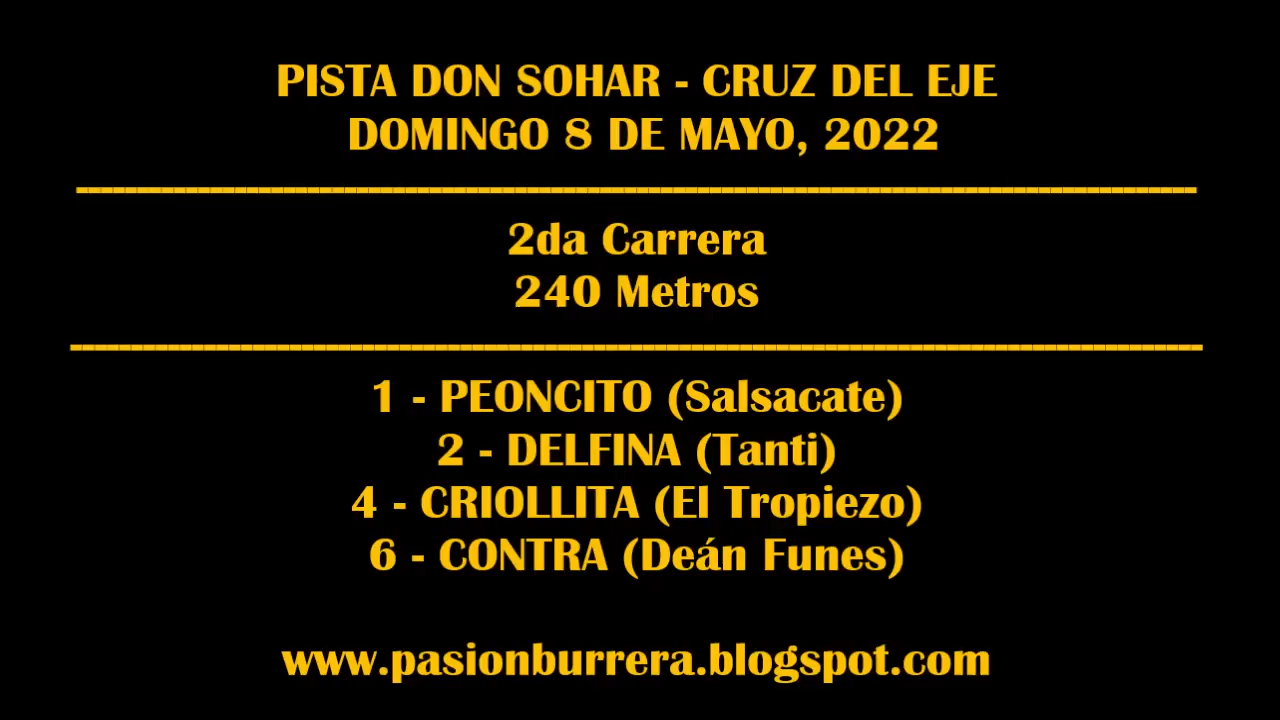 PISTA DON SOHAR - CRUZ DEL EJE
DOMINGO 8 DE MAYO, 2022
2da Carrera
240 Metros
1 - PEONCITO (Salsacate)
2 - DELFINA (Tanti)
4 - CRIOLLITA (El Tropiezo)
6 - CONTRA (Deán Funes)
www.pasionburrera.blogspot.com